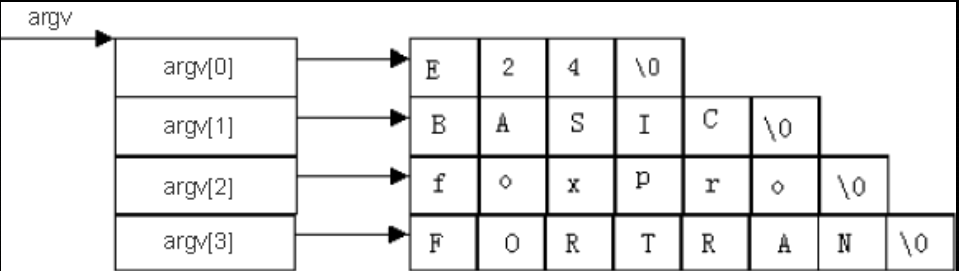 argv
argv[0] E 2 4 \0
argv[1] B A S I C \0
argv[2] f o x p r o \0
argv[3] F O R T R A N \0